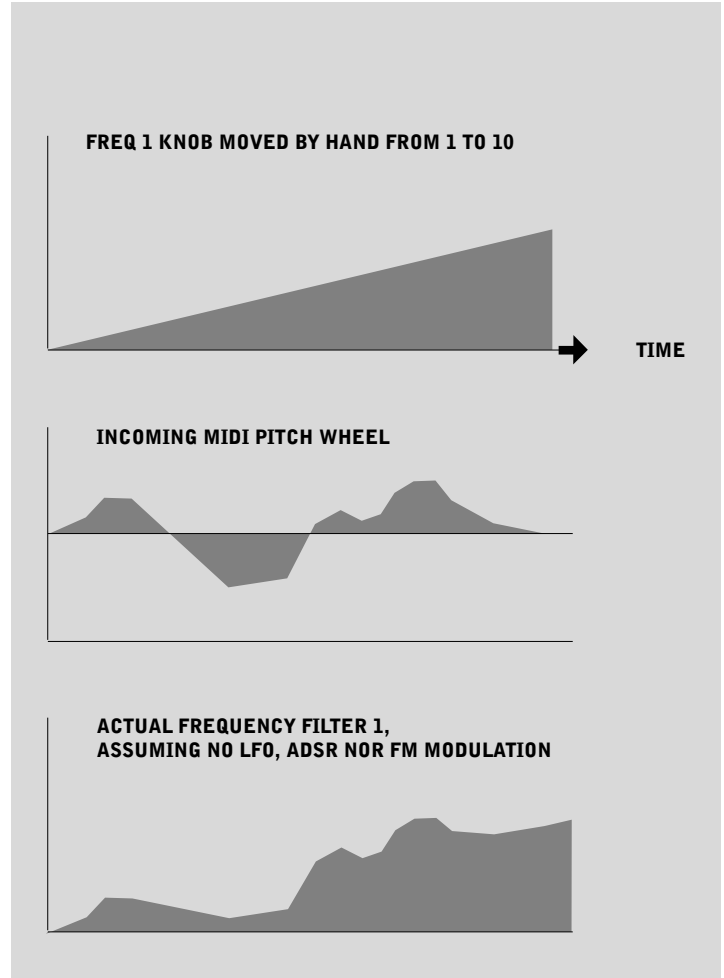 FREQ 1 KNOB MOVED BY HAND FROM 1 TO 10
TIME
INCOMING MIDI PITCH WHEEL
ACTUAL FREQUENCY FILTER 1,
ASSUMING NO LFO, ADSR NOR FM MODULATION